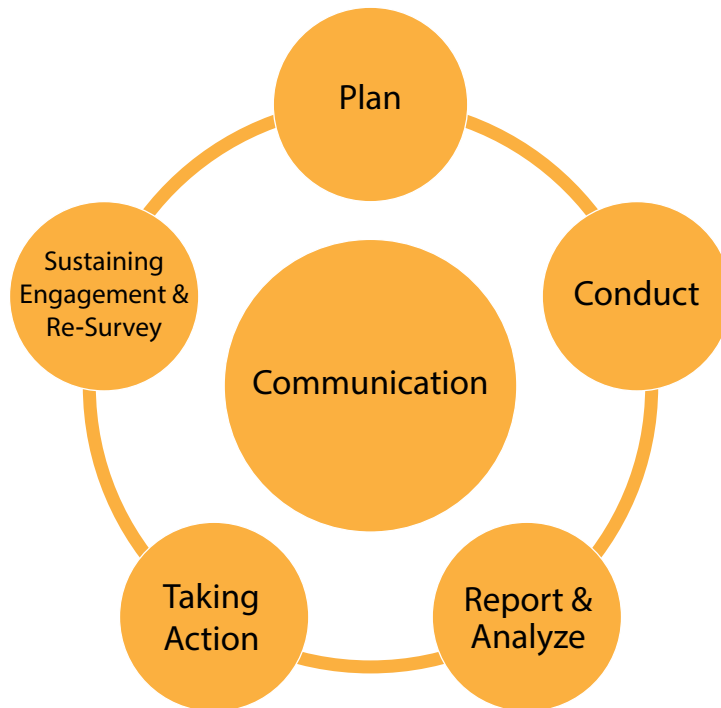 Plan
Conduct
Report &
Analyze
Taking
Action
Sustaining
Engagement &
Re-Survey
Communication